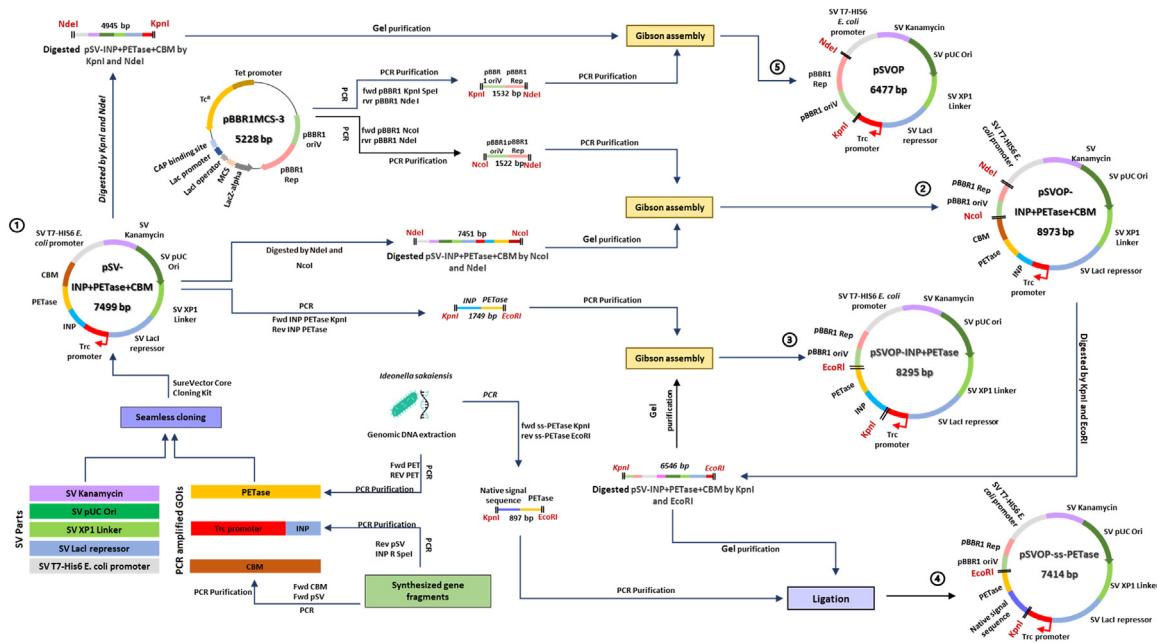 NdeI
4945 bp
KpnI
Digested pSV-INP+PETase+CBM by
KpnI and NdeI
Gel purification
Gibson assembly
Digested by KpnI and NdeI
Tet promoter
Tcᴿ
pBBR1MCS-3
5228 bp
pBBR1
oriV
pBBR1
Rep
CAP binding site
Lac promoter
LacI operator
MCS
LacZ-alpha
PCR
fwd pBBR1 KpnI SpeI
rvr pBBR1 NdeI
PCR Purification
pBBR
1 oriV
pBBR1
Rep
KpnI
1532 bp
NdeI
PCR
fwd pBBR1 NcoI
rvr pBBR1 NdeI
PCR Purification
pBBR1
oriV
pBBR1
Rep
NcoI
1522 bp
NdeI
Gibson assembly
5
SV T7-HIS6
E. coli
promoter
SV Kanamycin
NdeI
SV pUC Ori
pBBR1
Rep
pSVOP
6477 bp
pBBR1 oriV
SV XP1
Linker
KpnI
Trc
promoter
SV LacI
repressor
2
SV T7-HIS6 E.
coli promoter
SV
Kanamycin
NdeI
SV pUC Ori
pBBR1 Rep
pBBR1 oriV
NcoI
pSVOP-
INP+PETase+CBM
8973 bp
CBM
PETase
INP
SV XP1
Linker
Trc
promoter
SV LacI repressor
1
SV T7-HIS6 E.
coli promoter
SV
Kanamycin
SV pUC
Ori
CBM
PETase
INP
pSV-
INP+PETase+CBM
7499 bp
SV XP1
Linker
SV LacI
repressor
Trc
promoter
Digested by NdeI and
NcoI
NdeI
7451 bp
NcoI
Digested pSV-INP+PETase+CBM by NcoI
and NdeI
Gel purification
PCR
Fwd INP PETase KpnI
Rev INP PETase
INP PETase
KpnI
1749 bp
EcoRI
PCR Purification
Gibson assembly
3
SV T7-HIS6 E. coli
promoter
SV Kanamycin
pBBR1 Rep
SV pUC ori
pBBR1 oriV
EcoRI
pSVOP-INP+PETase
8295 bp
PETase
INP
SV XP1 Linker
KpnI
Trc
promoter
SV LacI repressor
Digested by KpnI and EcoRI
SureVector Core
Cloning Kit
Seamless cloning
SV Parts
SV Kanamycin
SV pUC Ori
SV XP1 Linker
SV LacI repressor
SV T7-His6 E. coli promoter
PCR amplified GOIs
PETase
Trc promoter
INP
CBM
Ideonella sakaiensis
Genomic DNA extraction
Fwd PET
REV PET
PCR
PCR Purification
PCR Purification
Rev pSV
INP R SpeI
PCR
Synthesized gene
fragments
PCR Purification
Fwd CBM
Fwd pSV
PCR
PCR
fwd ss-PETase KpnI
rev ss-PETase EcoRI
Native signal
sequence
PETase
KpnI
897 bp
EcoRI
PCR Purification
Gel
purification
KpnI
6546 bp
EcoRI
Digested pSV-INP+PETase+CBM by KpnI
and EcoRI
Gel purification
Ligation
4
SV T7-HIS6 E.
coli promoter
SV
Kanamycin
pBBR1 Rep
SV pUC Ori
pBBR1 oriV
EcoRI
pSVOP-ss-PETase
7414 bp
PETase
Native signal
sequence
SV XP1 Linker
KpnI
Trc
promoter
SV LacI repressor